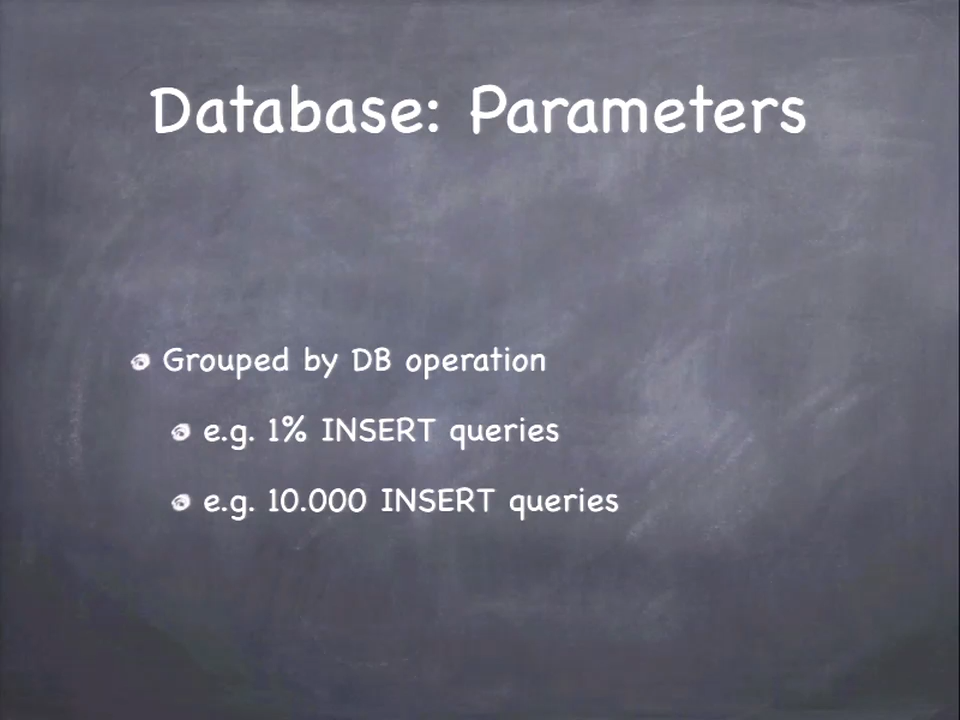 Database: Parameters
Grouped by DB operation
e.g. 1% INSERT queries
e.g. 10.000 INSERT queries